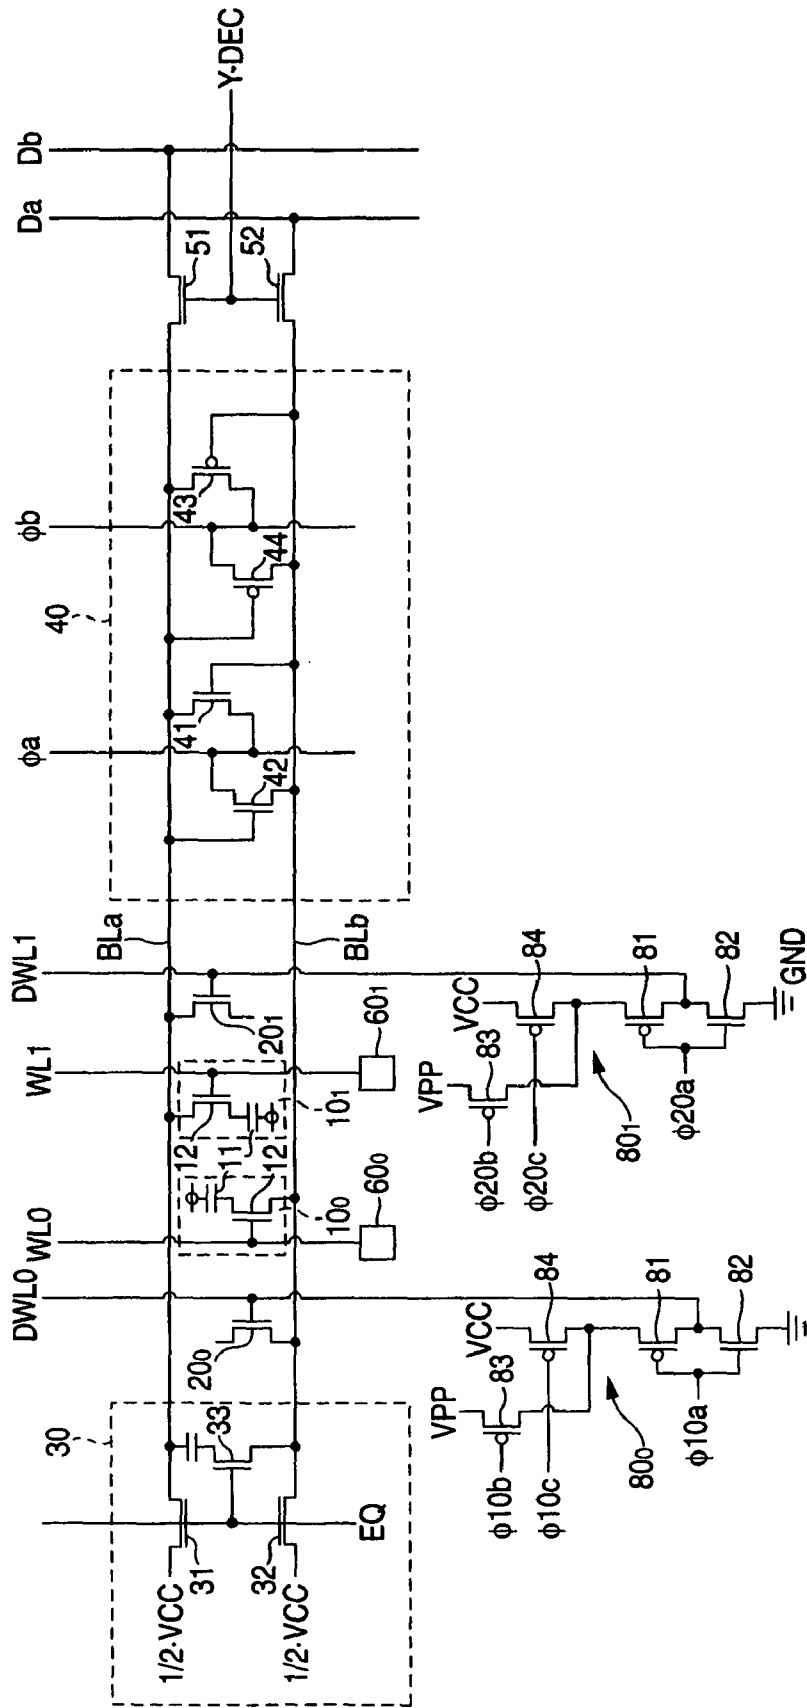 30
1/2·VCC
31
32
1/2·VCC
33
EQ
DWL0
WL0
WL1
DWL1
20₀
12
11
12
10₀
10₁
20₁
60₀
60₁
BLa
BLb
40
φa
φb
42
41
44
43
51
52
Da
Db
Y-DEC
VPP
83
VCC
84
φ10b
φ10c
81
80₀
φ10a
82
VPP
83
VCC
84
φ20b
φ20c
81
80₁
φ20a
82
GND